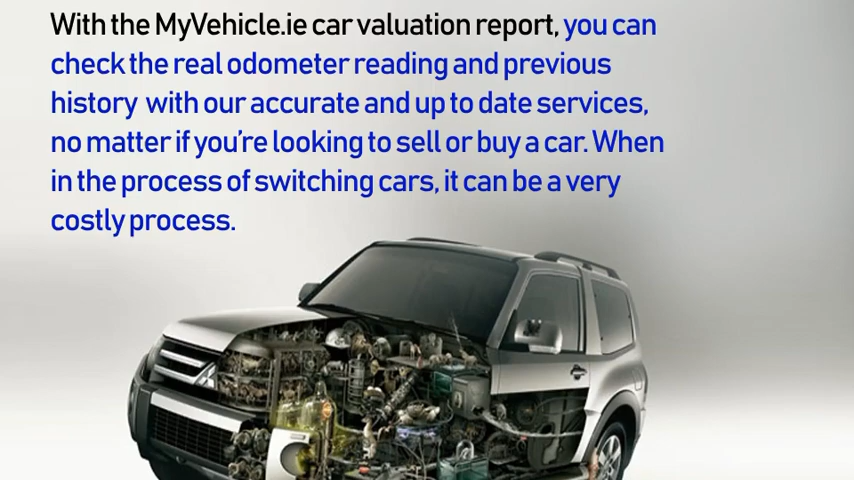 With the MyVehicle.ie car valuation report, you can
check the real odometer reading and previous
history with our accurate and up to date services,
no matter if you're looking to sell or buy a car. When
in the process of switching cars, it can be a very
costly process.